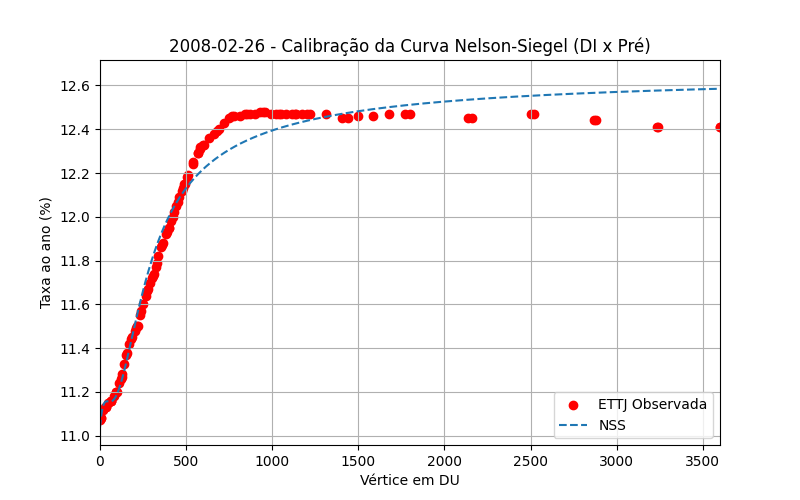 2008-02-26 - Calibração da Curva Nelson-Siegel (DI x Pré)
Taxa ao ano (%)
12.6
12.4
12.2
12.0
11.8
11.6
11.4
11.2
11.0
0 500 1000 1500 2000 2500 3000 3500
Vértice em DU
ETTJ Observada
NSS